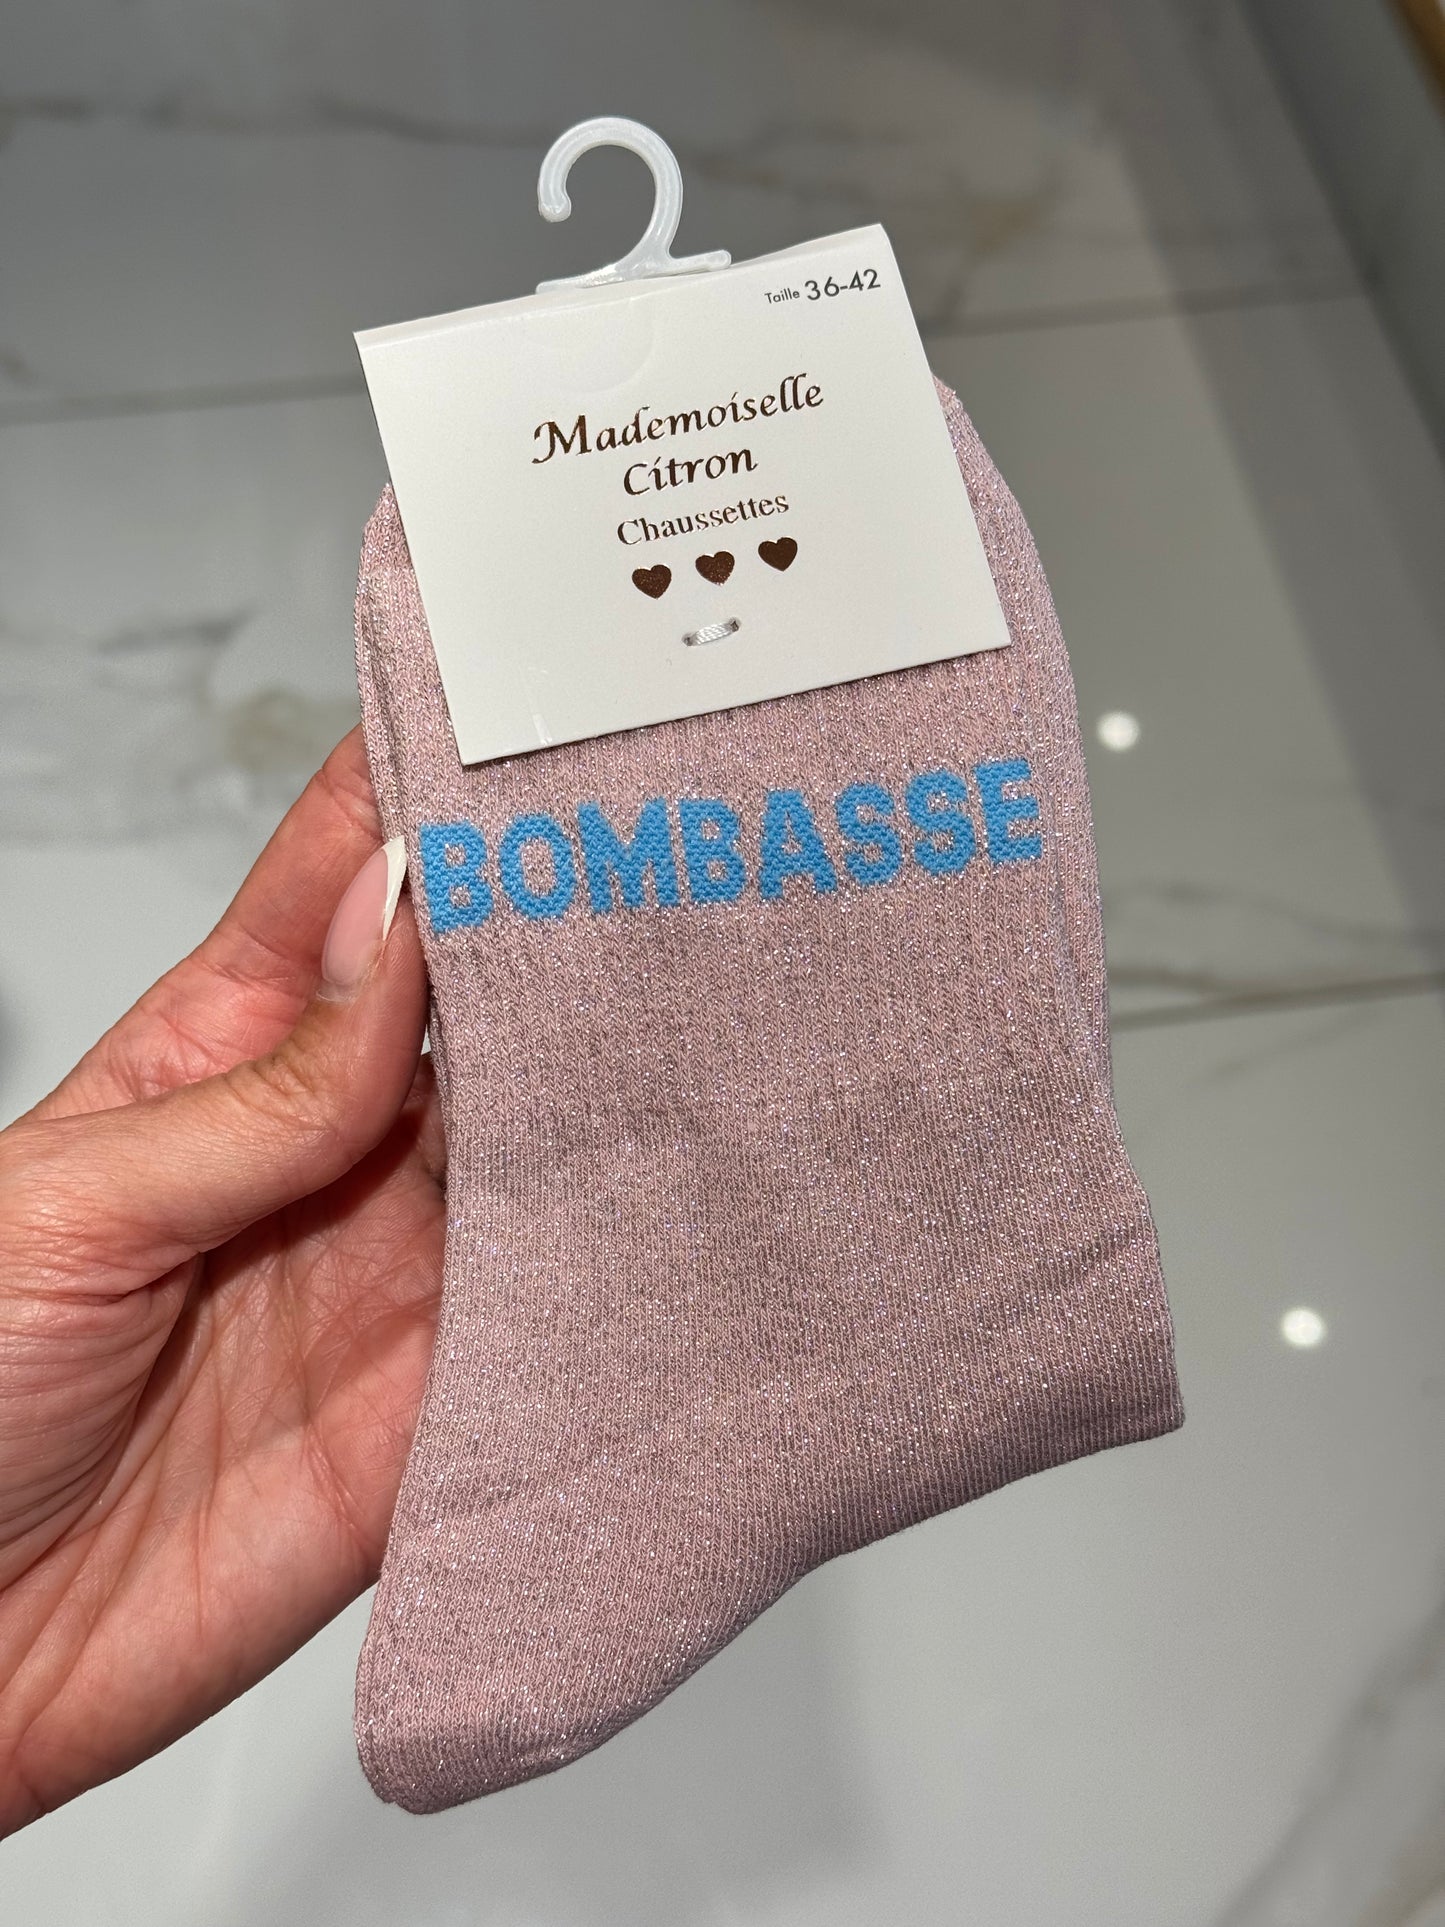 Taille 36-42
Mademoiselle
Citron
Chaussettes
BOMBASSE